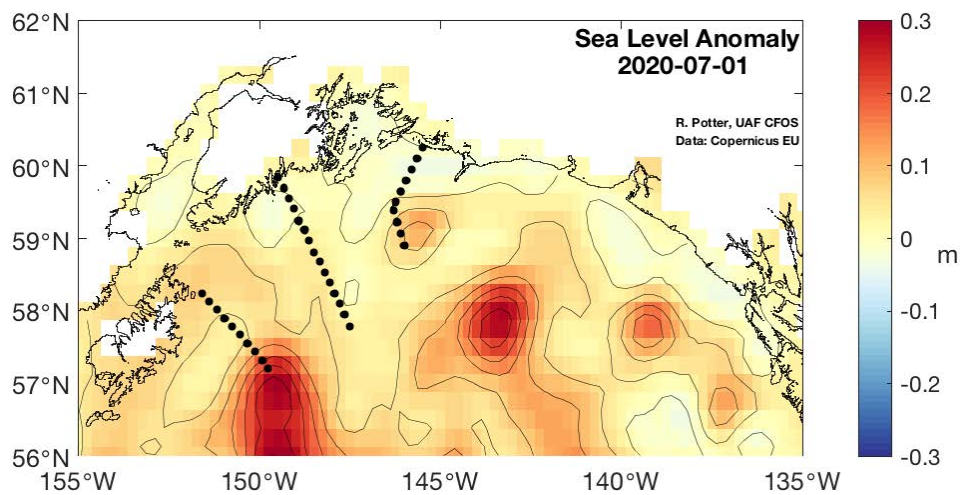 Sea Level Anomaly
2020-07-01
R. Potter, UAF CFOS
Data: Copernicus EU
62°N
61°N
60°N
59°N
58°N
57°N
56°N
155°W
150°W
145°W
140°W
135°W
0.3
0.2
0.1
0
-0.1
-0.2
-0.3
m